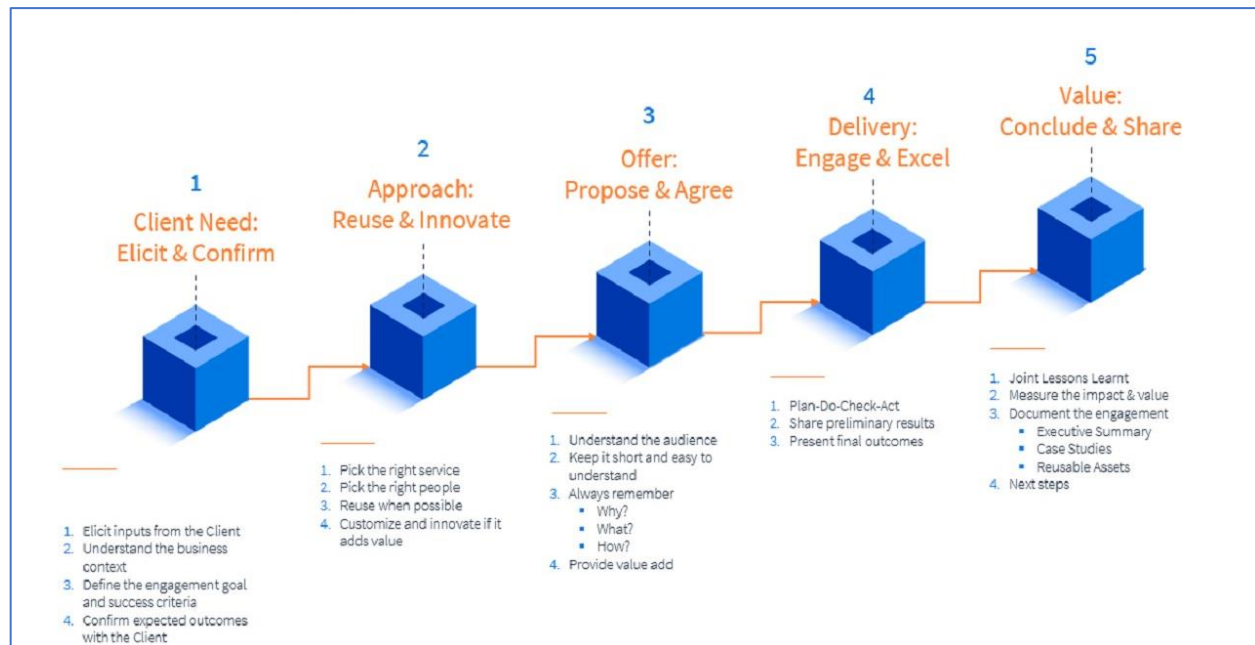 1
Client Need:
Elicit & Confirm
1. Elicit inputs from the Client
2. Understand the business
context
3. Define the engagement goal
and success criteria
4. Confirm expected outcomes
with the Client
2
Approach:
Reuse & Innovate
1. Pick the right service
2. Pick the right people
3. Reuse when possible
4. Customize and innovate if it
adds value
3
Offer:
Propose & Agree
1. Understand the audience
2. Keep it short and easy to
understand
3. Always remember
▪ Why?
▪ What?
▪ How?
4. Provide value add
4
Delivery:
Engage & Excel
1. Plan-Do-Check-Act
2. Share preliminary results
3. Present final outcomes
5
Value:
Conclude & Share
1. Joint Lessons Learnt
2. Measure the impact & value
3. Document the engagement
▪ Executive Summary
▪ Case Studies
▪ Reusable Assets
4. Next steps